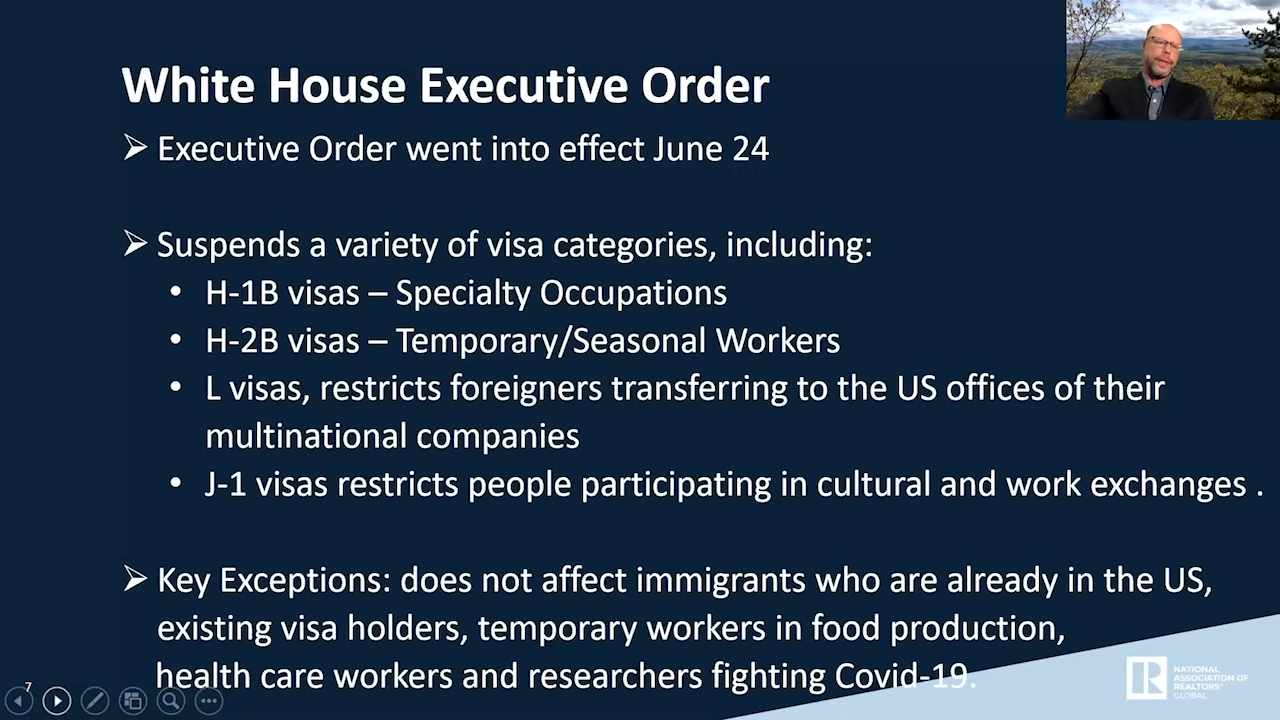 White House Executive Order
➢ Executive Order went into effect June 24
➢ Suspends a variety of visa categories, including:
• H-1B visas – Specialty Occupations
• H-2B visas – Temporary/Seasonal Workers
• L visas, restricts foreigners transferring to the US offices of their
multinational companies
• J-1 visas restricts people participating in cultural and work exchanges .
➢ Key Exceptions: does not affect immigrants who are already in the US,
existing visa holders, temporary workers in food production,
health care workers and researchers fighting Covid-19.
7
NATIONAL
ASSOCIATION OF
REALTORS®
GLOBAL